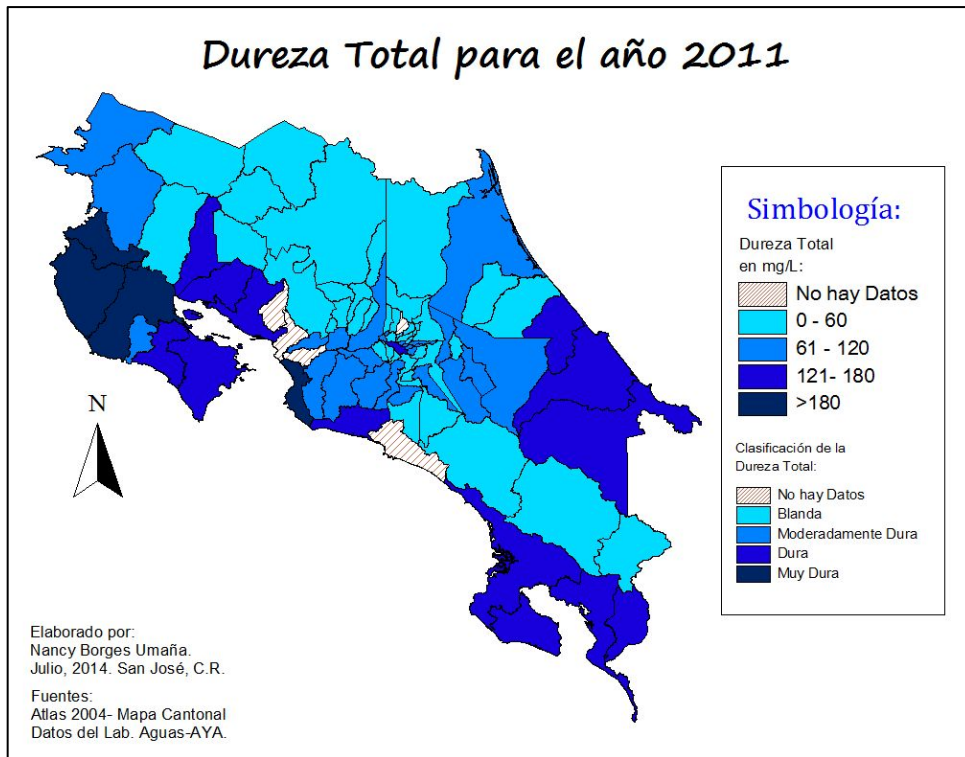 Dureza Total para el año 2011
Simbología:
Dureza Total
en mg/L:
No hay Datos
0 - 60
61 - 120
121- 180
>180
Clasificación de la
Dureza Total:
No hay Datos
Blanda
Moderadamente Dura
Dura
Muy Dura
N
Elaborado por:
Nancy Borges Umaña.
Julio, 2014. San José, C.R.
Fuentes:
Atlas 2004- Mapa Cantonal
Datos del Lab. Aguas-AYA.